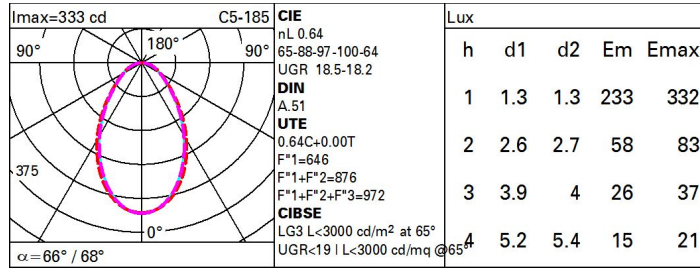 Imax=333 cd C5-185
90° 180° 90°
375
0°
α=66° / 68°
CIE
nL 0.64
65-88-97-100-64
UGR 18.5-18.2
DIN
A.51
UTE
0.64C+0.00T
F"1=646
F"1+F"2=876
F"1+F"2+F"3=972
CIBSE
LG3 L<3000 cd/m² at 65°
UGR<19 | L<3000 cd/mq @65°
Lux
h d1 d2 Em Emax
1 1.3 1.3 233 332
2 2.6 2.7 58 83
3 3.9 4 26 37
4 5.2 5.4 15 21